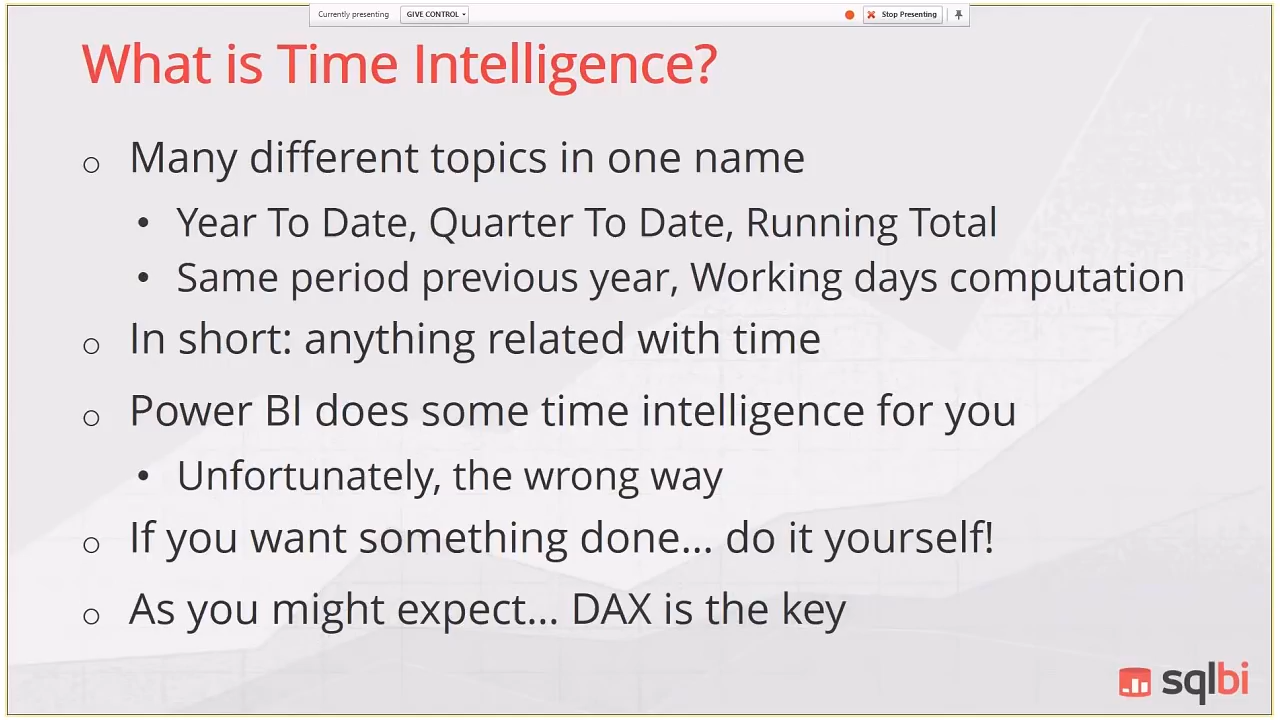 Currently presenting GIVE CONTROL Stop Presenting
What is Time Intelligence?
Many different topics in one name
Year To Date, Quarter To Date, Running Total
Same period previous year, Working days computation
In short: anything related with time
Power BI does some time intelligence for you
Unfortunately, the wrong way
If you want something done... do it yourself!
As you might expect... DAX is the key
sqlbi